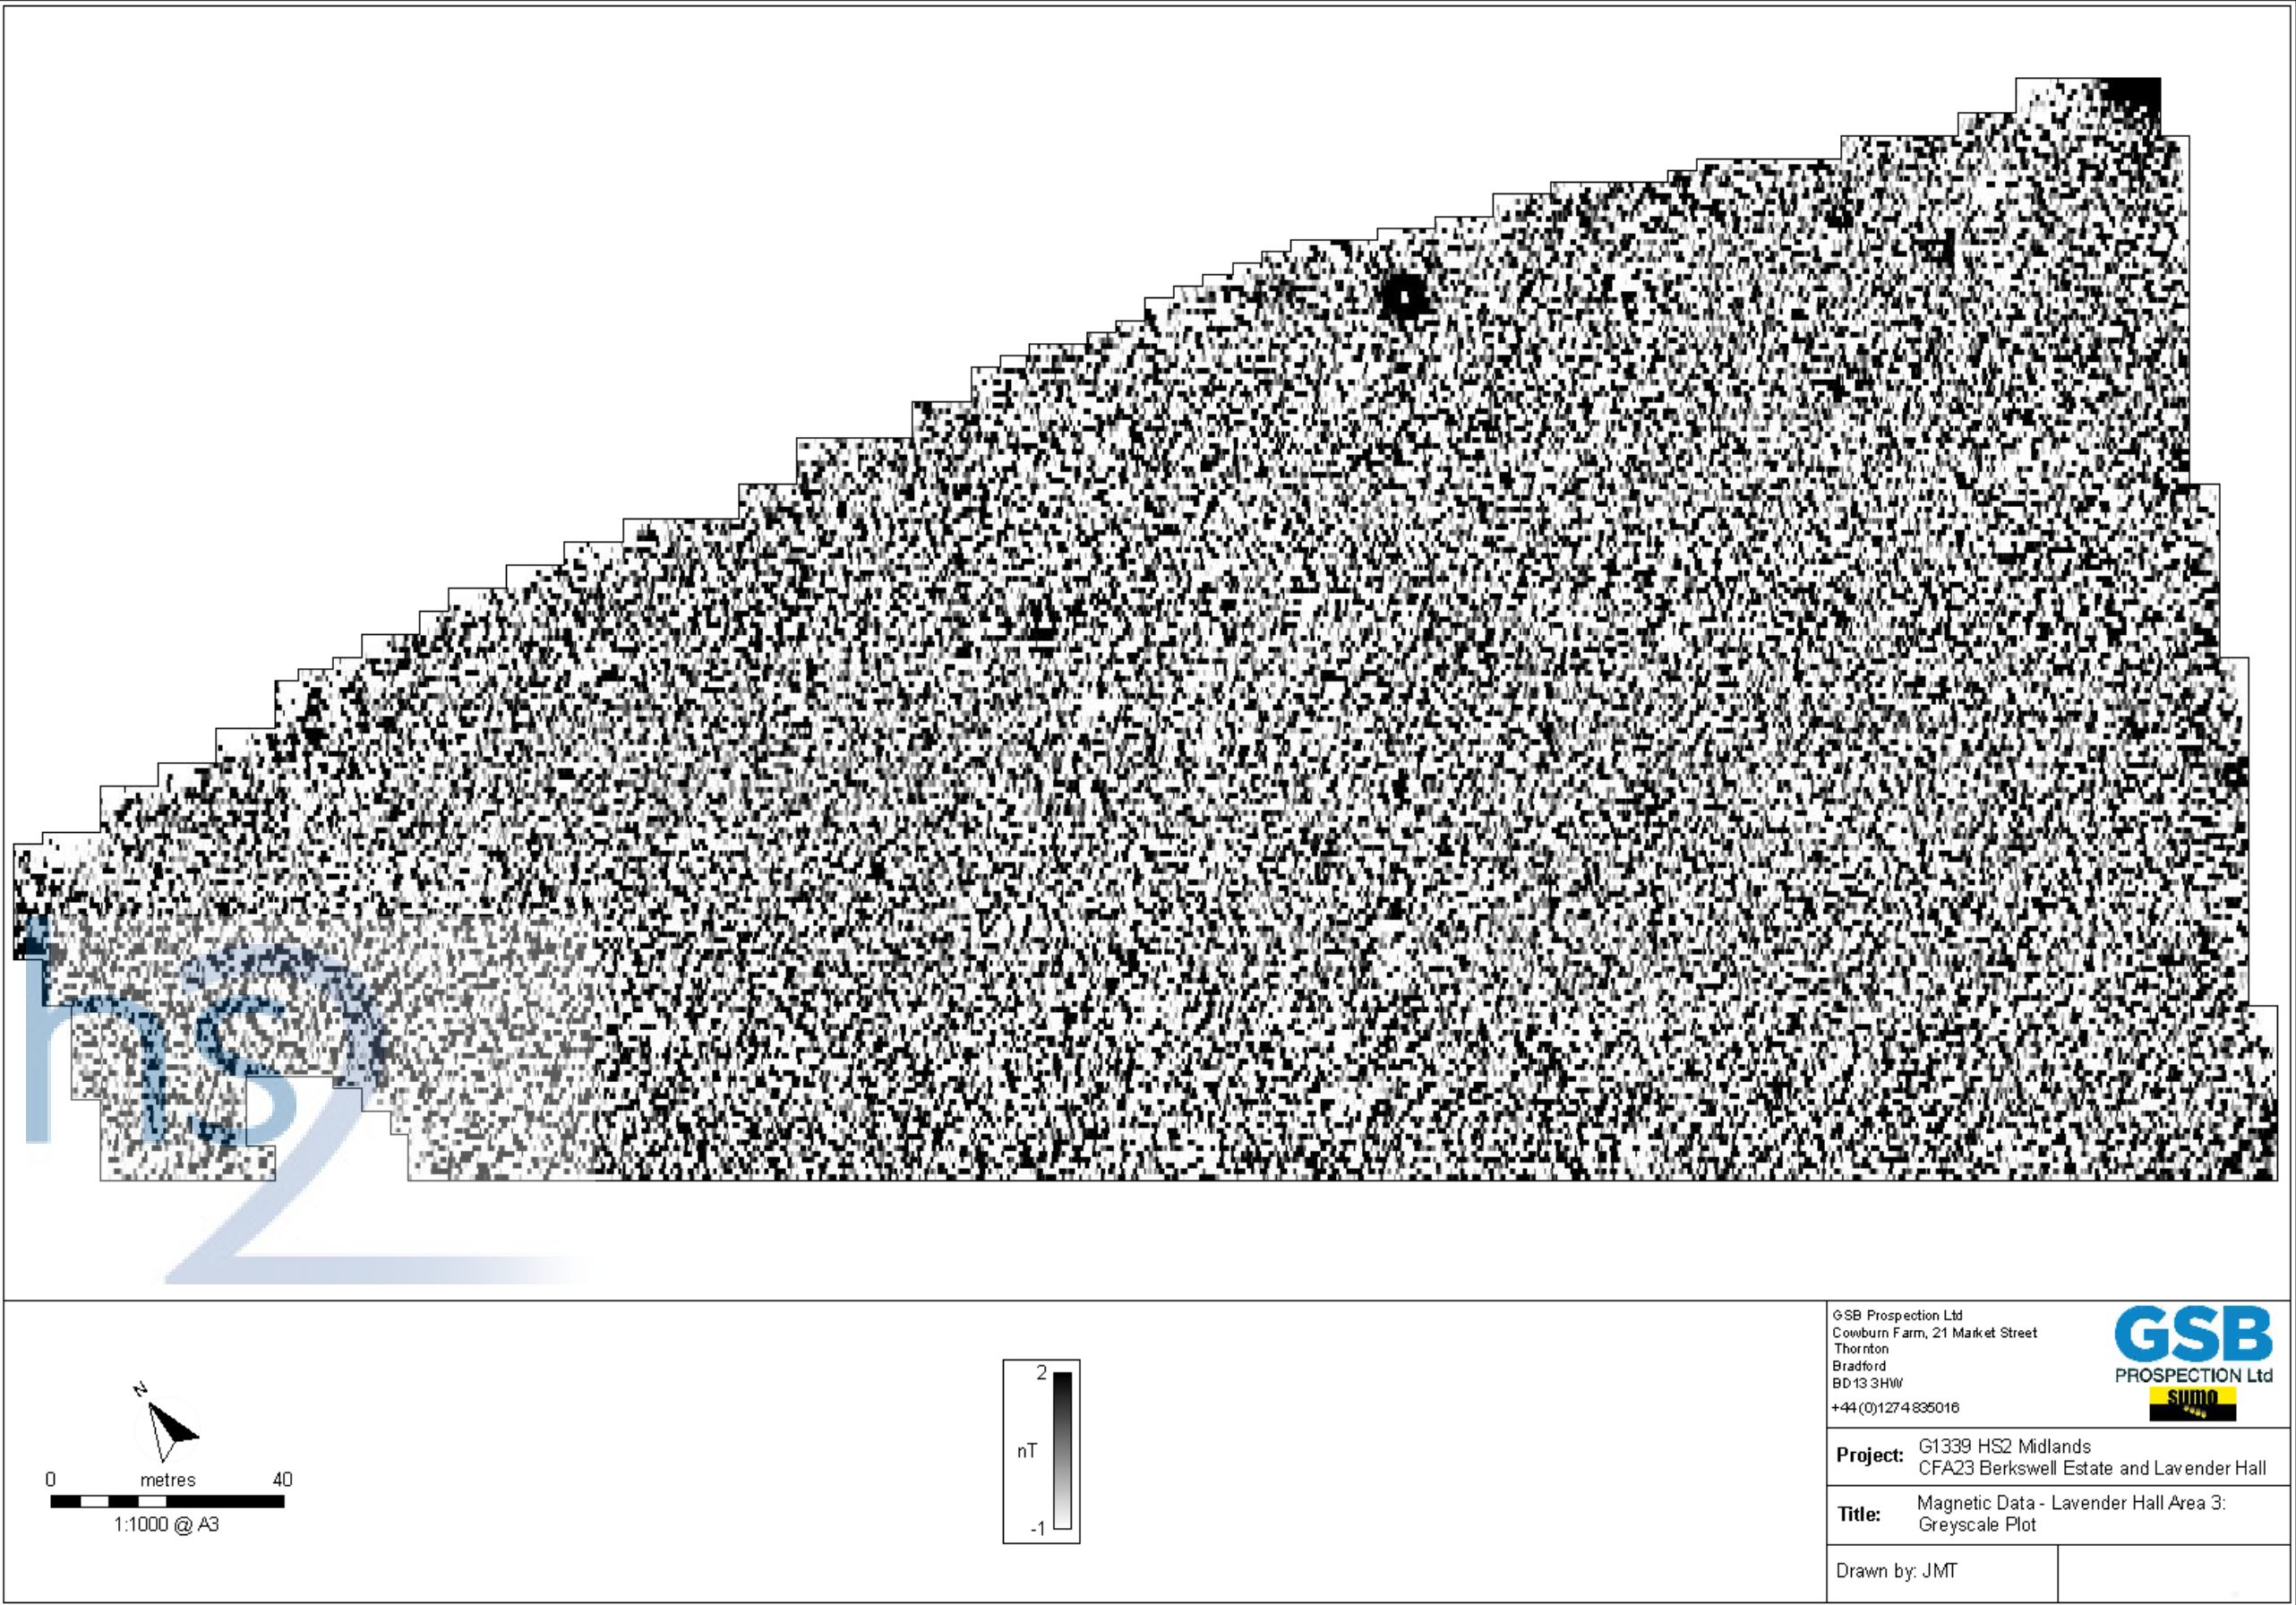 hs2
N
0 metres 40
1:1000 @ A3
2
nT
-1
GSB Prospection Ltd
Cowburn Farm, 21 Market Street
Thornton
Bradford
BD13 3HW
+44 (0)1274 835016
GSB
PROSPECTION Ltd
sumo
Project: G1339 HS2 Midlands
CFA23 Berkswell Estate and Lavender Hall
Title: Magnetic Data - Lavender Hall Area 3:
Greyscale Plot
Drawn by: JMT